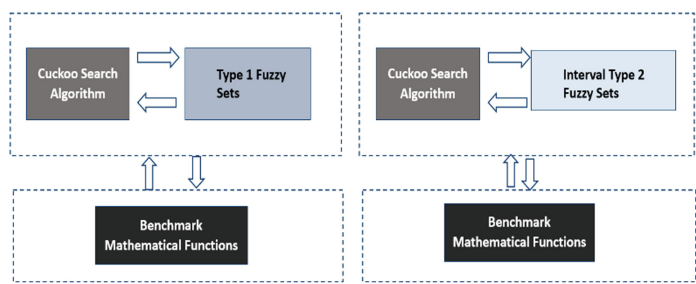 Cuckoo Search
Algorithm
Type 1 Fuzzy
Sets
Benchmark
Mathematical Functions
Cuckoo Search
Algorithm
Interval Type 2
Fuzzy Sets
Benchmark
Mathematical Functions